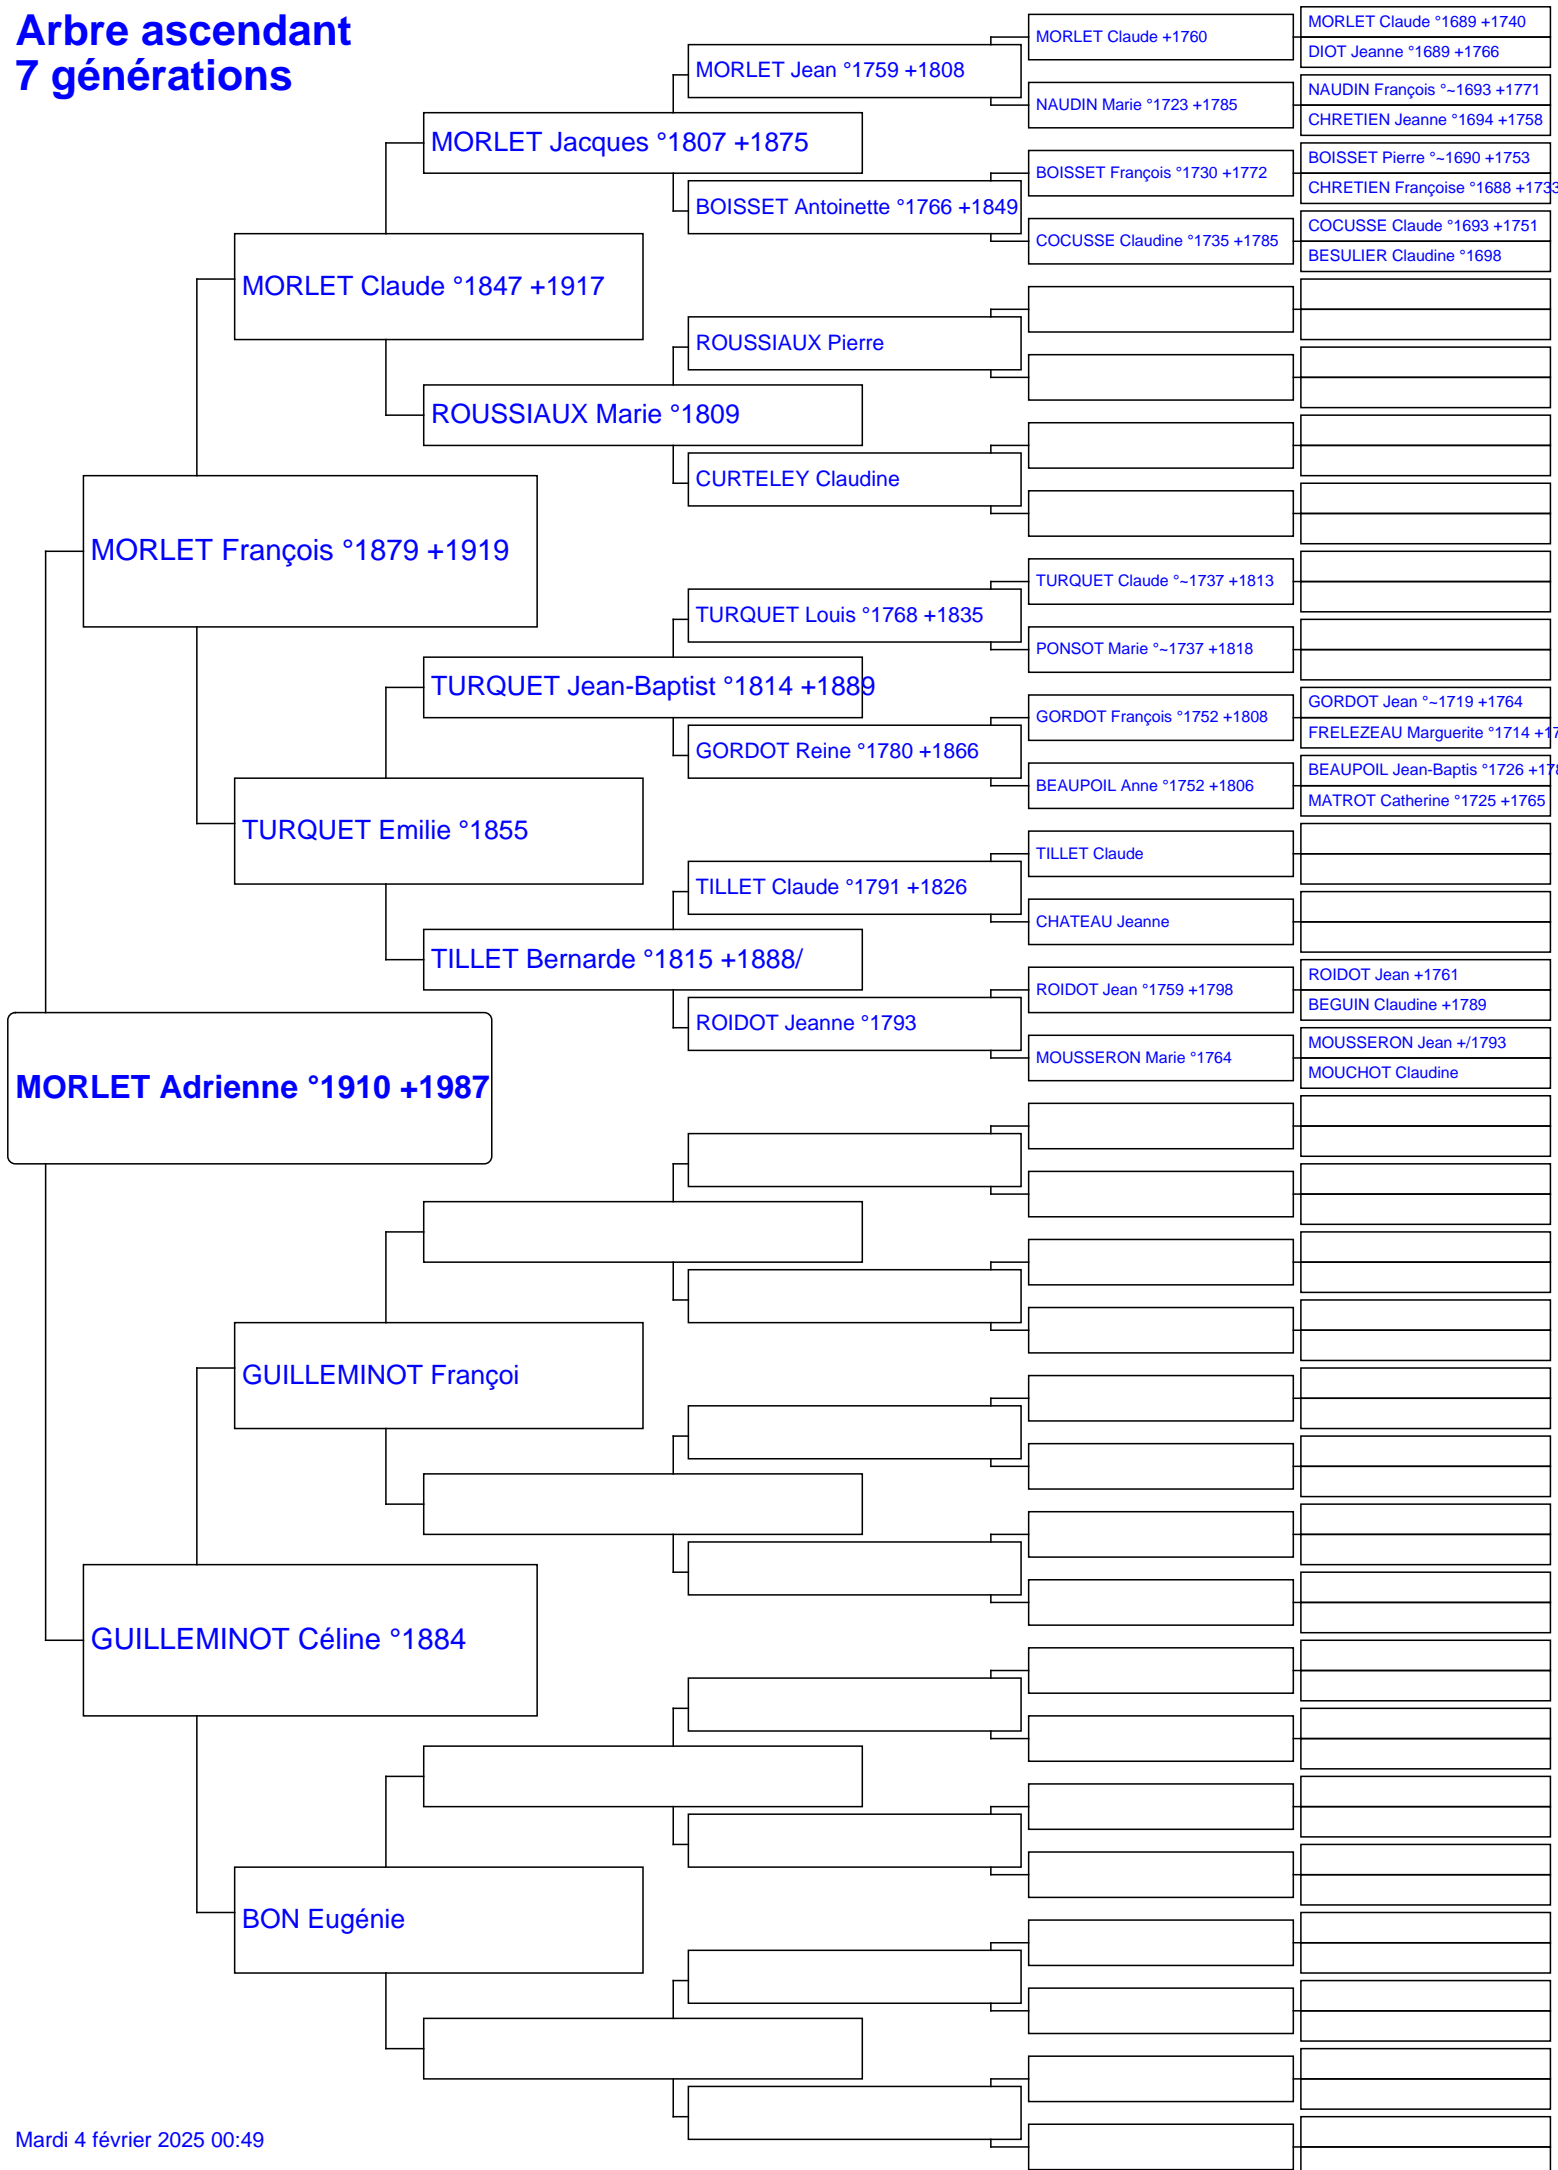 Arbre ascendant
7 générations
MORLET Adrienne °1910 +1987
MORLET François °1879 +1919
GUILLEMINOT Céline °1884
MORLET Claude °1847 +1917
TURQUET Emilie °1855
GUILLEMINOT Françoi
BON Eugénie
MORLET Jacques °1807 +1875
ROUSSIAUX Marie °1809
TURQUET Jean-Baptist °1814 +1889
TILLET Bernarde °1815 +1888/
MORLET Jean °1759 +1808
BOISSET Antoinette °1766 +1849
ROUSSIAUX Pierre
CURTELEY Claudine
TURQUET Louis °1768 +1835
GORDOT Reine °1780 +1866
TILLET Claude °1791 +1826
ROIDOT Jeanne °1793
MORLET Claude +1760
NAUDIN Marie °1723 +1785
BOISSET François °1730 +1772
COCUSSE Claudine °1735 +1785
TURQUET Claude °~1737 +1813
PONSOT Marie °~1737 +1818
GORDOT François °1752 +1808
BEAUPOIL Anne °1752 +1806
TILLET Claude
CHATEAU Jeanne
ROIDOT Jean °1759 +1798
MOUSSERON Marie °1764
MORLET Claude °1689 +1740
DIOT Jeanne °1689 +1766
NAUDIN François °~1693 +1771
CHRETIEN Jeanne °1694 +1758
BOISSET Pierre °~1690 +1753
CHRETIEN Françoise °1688 +1733
COCUSSE Claude °1693 +1751
BESULIER Claudine °1698
GORDOT Jean °~1719 +1764
FRELEZEAU Marguerite °1714 +17
BEAUPOIL Jean-Baptis °1726 +178
MATROT Catherine °1725 +1765
ROIDOT Jean +1761
BEGUIN Claudine +1789
MOUSSERON Jean +/1793
MOUCHOT Claudine
Mardi 4 février 2025 00:49